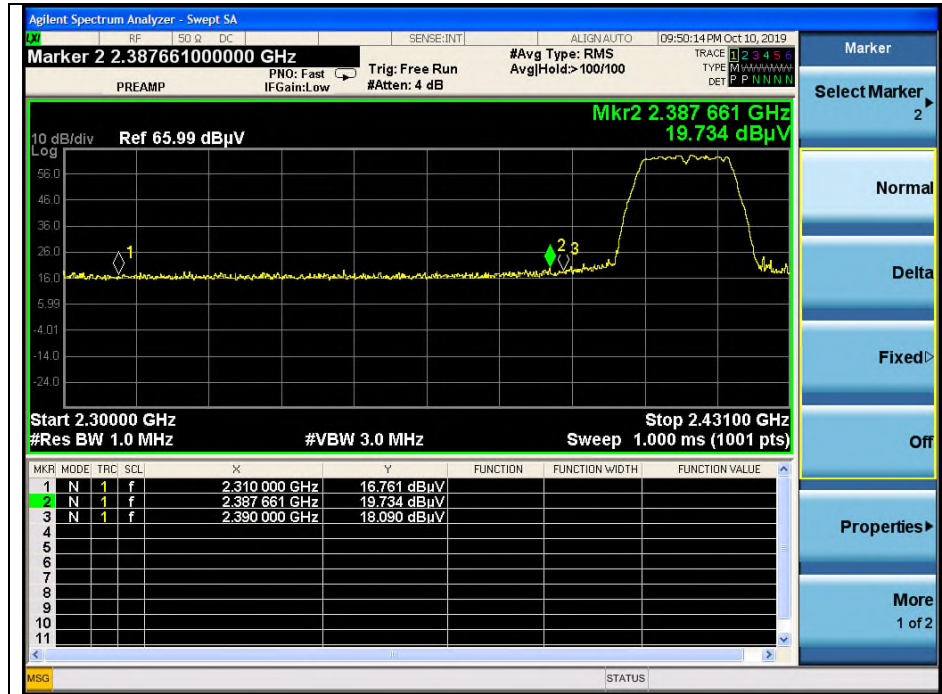 Agilent Spectrum Analyzer - Swept SA
LXI RF 50 Ω DC SENSE:INT ALIGN AUTO 09:50:14 PM Oct 10, 2019
Marker 2 2.387661000000 GHz
PREAMP
PNO: Fast
IFGain:Low
Trig: Free Run
#Atten: 4 dB
#Avg Type: RMS
Avg|Hold:>100/100
TRACE 1 2 3 4 5 6
TYPE M W W W W W
DET P P N N N N
Mkr2 2.387 661 GHz
19.734 dBµV
10 dB/div Ref 65.99 dBµV
Log
56.0
46.0
36.0
26.0
16.0
5.99
-4.01
-14.0
-24.0
1
2
3
Start 2.30000 GHz Stop 2.43100 GHz
#Res BW 1.0 MHz #VBW 3.0 MHz Sweep 1.000 ms (1001 pts)
MKR MODE TRC SCL X Y FUNCTION FUNCTION WIDTH FUNCTION VALUE
1 N 1 f 2.310 000 GHz 16.761 dBµV
2 N 1 f 2.387 661 GHz 19.734 dBµV
3 N 1 f 2.390 000 GHz 18.090 dBµV
4
5
6
7
8
9
10
11
MSG STATUS
Marker
Select Marker
2
Normal
Delta
Fixed
Off
Properties
More
1 of 2